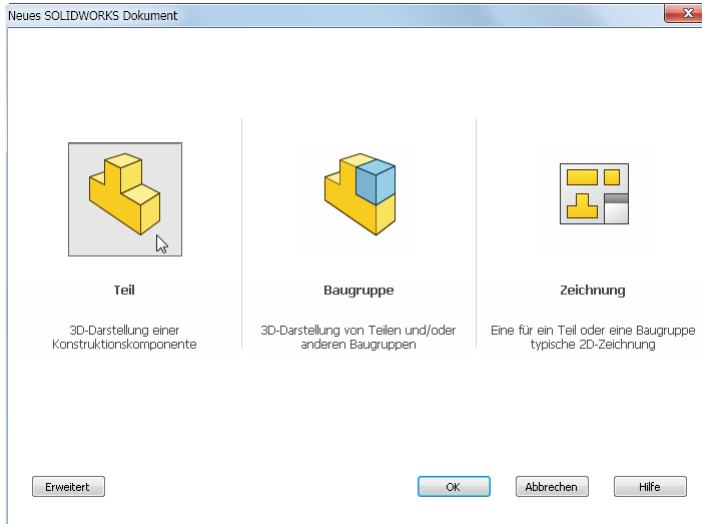 Neues SOLIDWORKS Dokument
Teil
3D-Darstellung einer
Konstruktionskomponente
Baugruppe
3D-Darstellung von Teilen und/oder
anderen Baugruppen
Zeichnung
Eine für ein Teil oder eine Baugruppe
typische 2D-Zeichnung
Erweitert
OK
Abbrechen
Hilfe